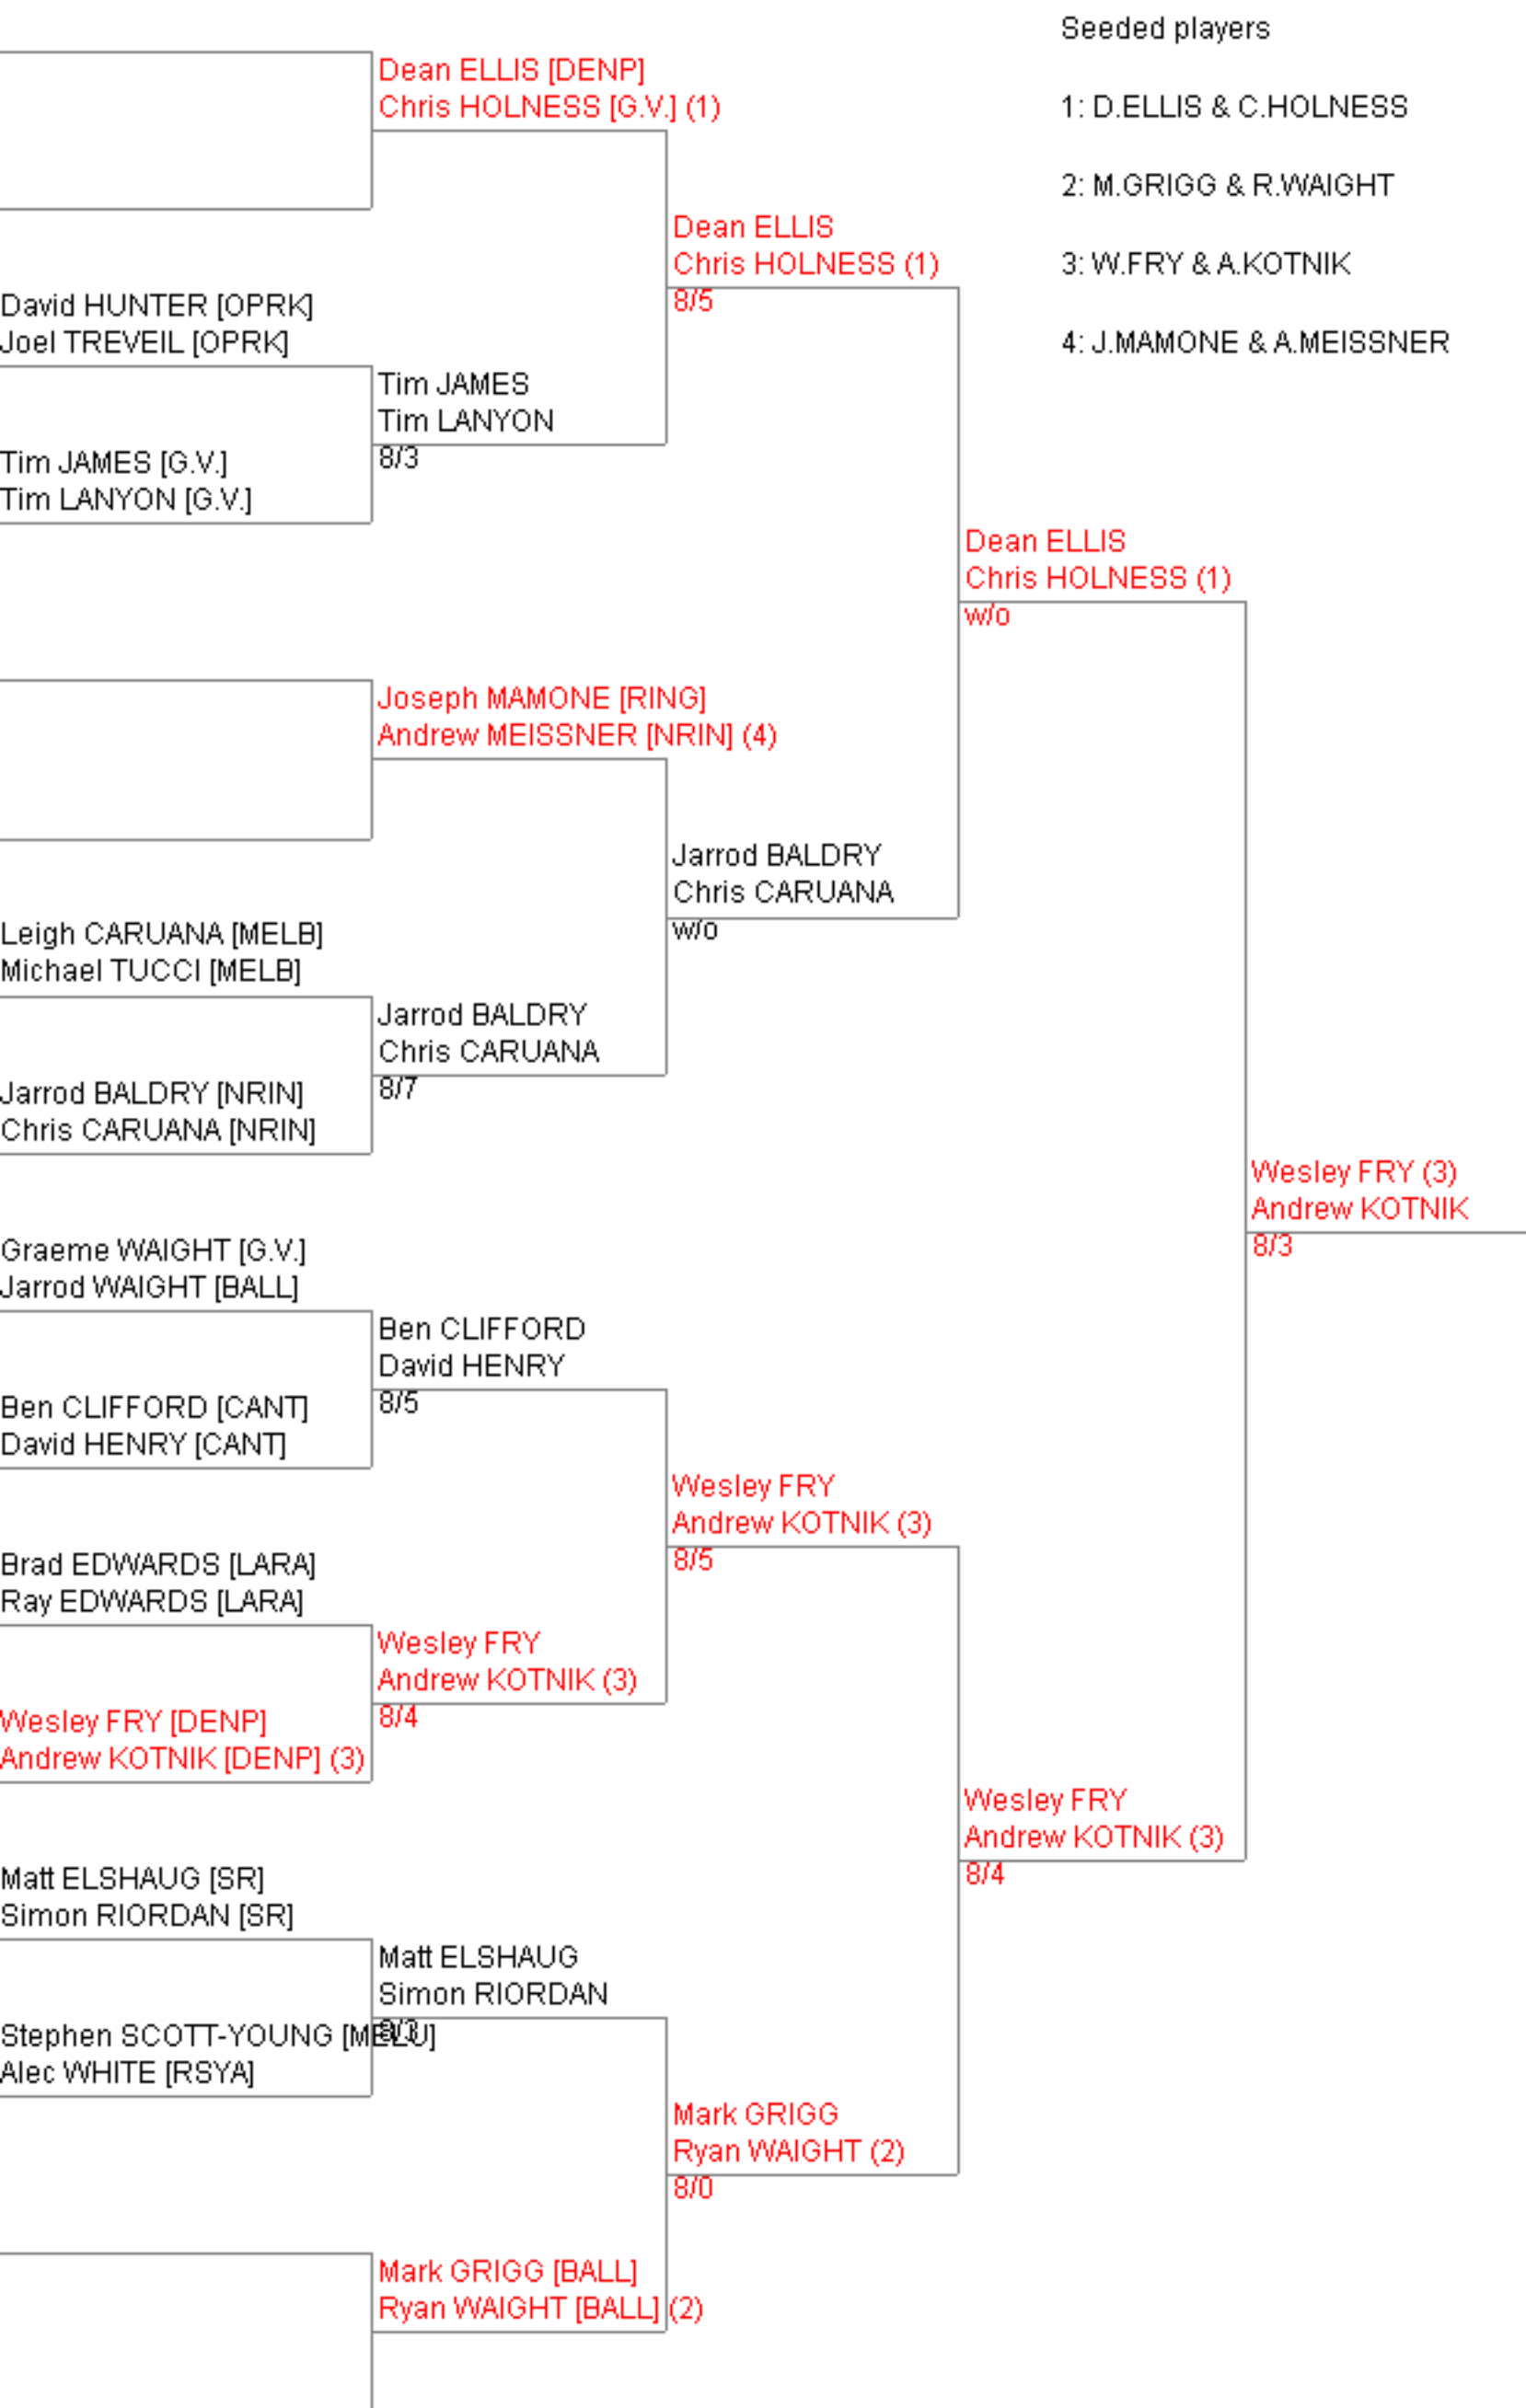 Seeded players
1: D.ELLIS & C.HOLNESS
2: M.GRIGG & R.WAIGHT
3: W.FRY & A.KOTNIK
4: J.MAMONE & A.MEISSNER
David HUNTER [OPRK]
Joel TREVEIL [OPRK]
Tim JAMES [G.V.]
Tim LANYON [G.V.]
Leigh CARUANA [MELB]
Michael TUCCI [MELB]
Jarrod BALDRY [NRIN]
Chris CARUANA [NRIN]
Graeme WAIGHT [G.V.]
Jarrod WAIGHT [BALL]
Ben CLIFFORD [CANT]
David HENRY [CANT]
Brad EDWARDS [LARA]
Ray EDWARDS [LARA]
Wesley FRY [DENP]
Andrew KOTNIK [DENP] (3)
Matt ELSHAUG [SR]
Simon RIORDAN [SR]
Stephen SCOTT-YOUNG [MELU]
Alec WHITE [RSYA]
Dean ELLIS [DENP]
Chris HOLNESS [G.V.] (1)
Tim JAMES
Tim LANYON
8/3
Joseph MAMONE [RING]
Andrew MEISSNER [NRIN] (4)
Jarrod BALDRY
Chris CARUANA
8/7
Ben CLIFFORD
David HENRY
8/5
Wesley FRY
Andrew KOTNIK (3)
8/4
Matt ELSHAUG
Simon RIORDAN
Mark GRIGG [BALL]
Ryan WAIGHT [BALL] (2)
Dean ELLIS
Chris HOLNESS (1)
8/5
Jarrod BALDRY
Chris CARUANA
w/o
Wesley FRY
Andrew KOTNIK (3)
8/5
Mark GRIGG
Ryan WAIGHT (2)
8/0
Dean ELLIS
Chris HOLNESS (1)
w/o
Wesley FRY
Andrew KOTNIK (3)
8/4
Wesley FRY (3)
Andrew KOTNIK
8/3